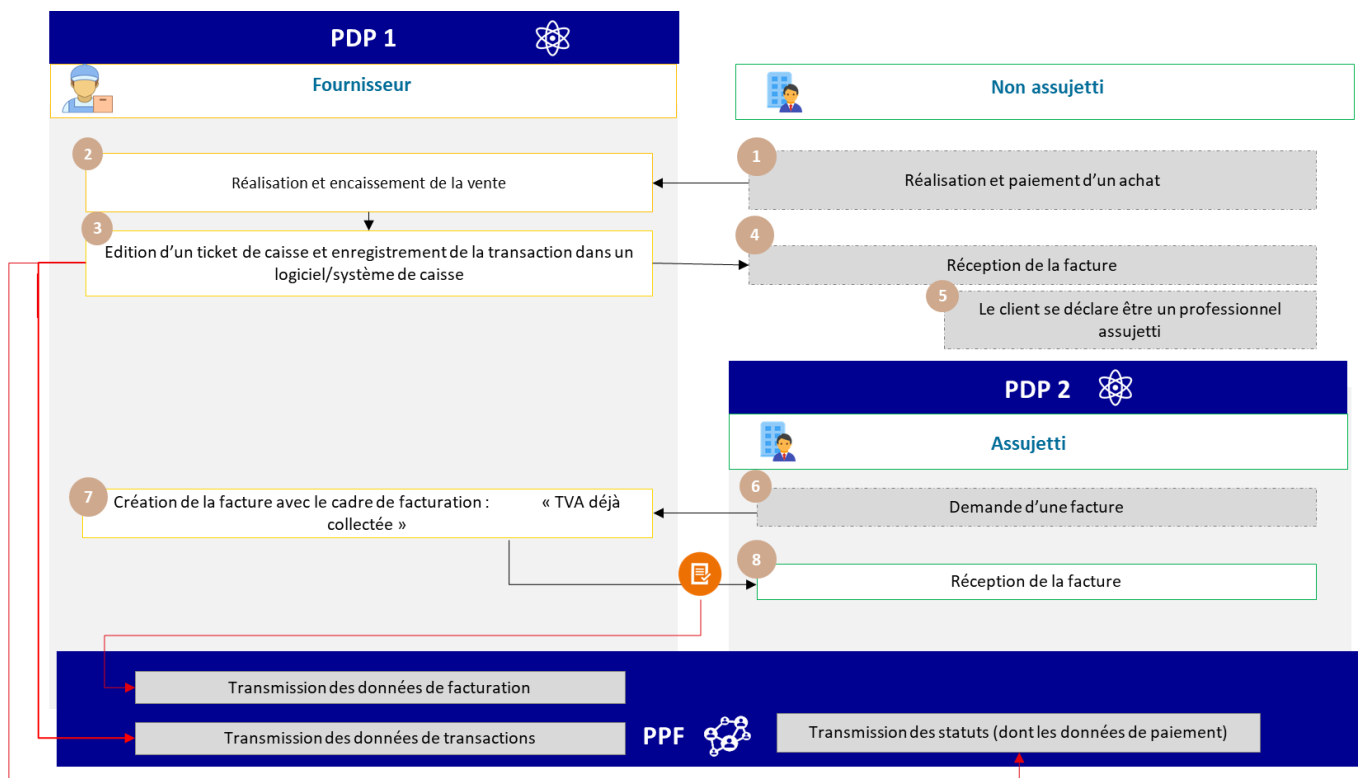 PDP 1
Fournisseur
Non assujetti
1
Réalisation et paiement d’un achat
2
Réalisation et encaissement de la vente
3
Edition d’un ticket de caisse et enregistrement de la transaction dans un
logiciel/système de caisse
4
Réception de la facture
5
Le client se déclare être un professionnel
assujetti
PDP 2
Assujetti
6
Demande d’une facture
7
Création de la facture avec le cadre de facturation : « TVA déjà
collectée »
8
Réception de la facture
Transmission des données de facturation
Transmission des données de transactions
PPF
Transmission des statuts (dont les données de paiement)